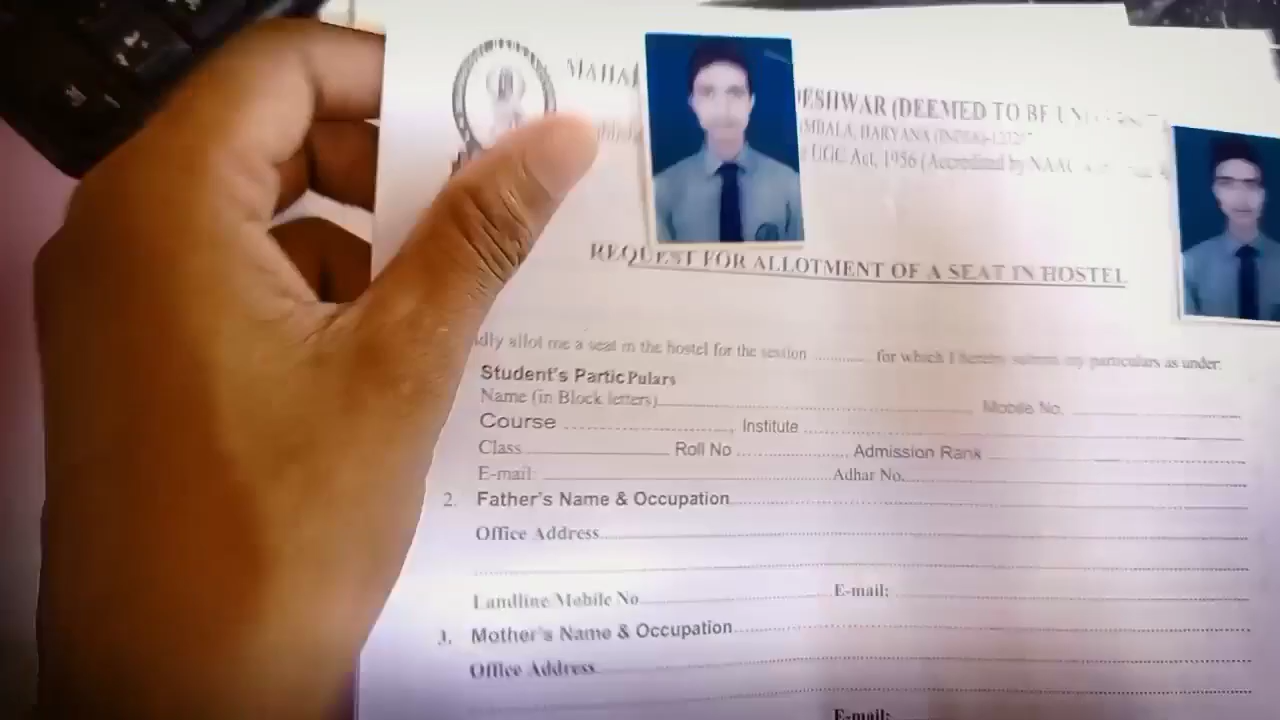 ESHWAR (DEEMED TO BE
HARYANA (INDIA)-
UGC Act, 1956 (Accredited by NAAC
REQUEST FOR ALLOTMENT OF A SEAT IN HOSTEL
allot me a seat in the hostel for the session ............ for which I hereby submit my particulars as under:
Student's Partic Pulars
Name (in Block letters)........ Mobile No. ........
Course ........ Institute ........
Class ........ Roll No ........ Admission Rank ........
E-mail: ........ Adhar No.........
2. Father's Name & Occupation........
Office Address........
Landline Mobile No........ E-mail:
3. Mother's Name & Occupation........
Office Address........
E-mail: